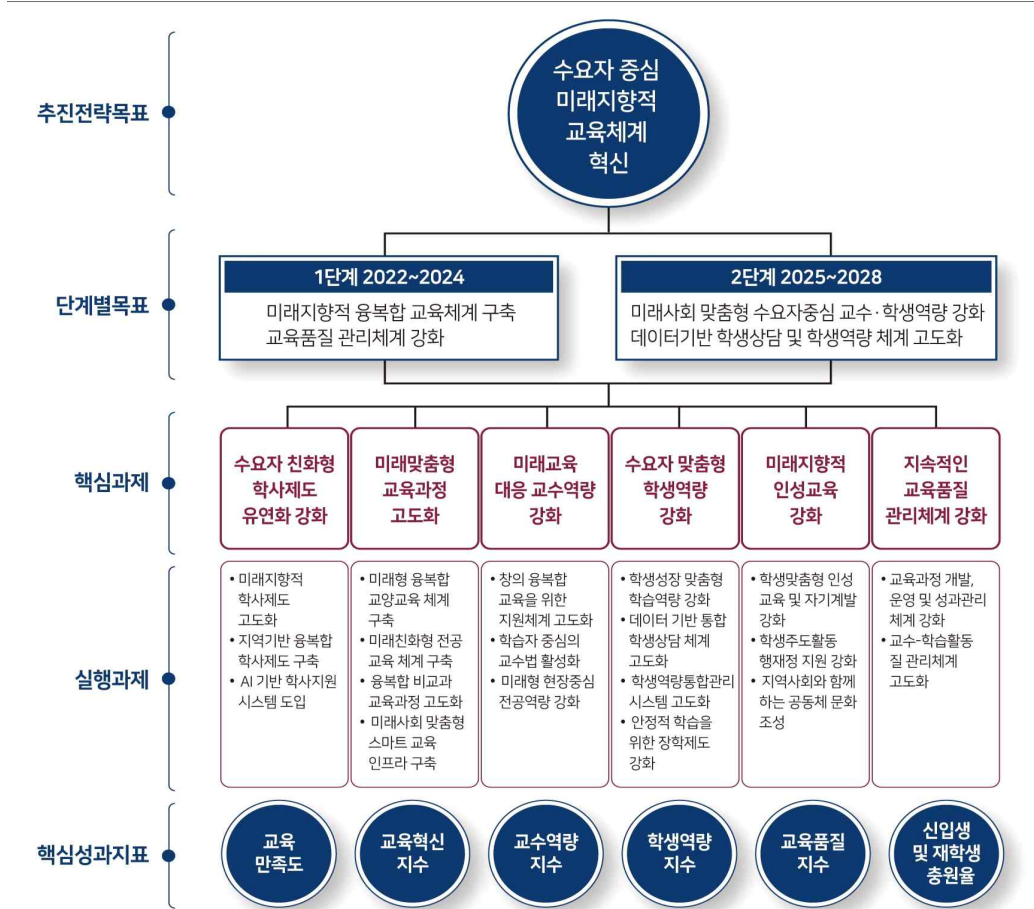 추진전략목표
수요자 중심
미래지향적
교육체계
혁신
단계별목표
1단계 2022~2024
미래지향적 융복합 교육체계 구축
교육품질 관리체계 강화
2단계 2025~2028
미래사회 맞춤형 수요자중심 교수·학생역량 강화
데이터기반 학생상담 및 학생역량 체계 고도화
핵심과제
수요자 친화형
학사제도
유연화 강화
미래맞춤형
교육과정
고도화
미래교육
대응 교수역량
강화
수요자 맞춤형
학생역량
강화
미래지향적
인성교육
강화
지속적인
교육품질
관리체계 강화
실행과제
• 미래지향적
학사제도
고도화
• 지역기반 융복합
학사제도 구축
• AI 기반 학사지원
시스템 도입
• 미래형 융복합
교양교육 체계
구축
• 미래친화형 전공
교육 체계 구축
• 융복합 비교과
교육과정 고도화
• 미래사회 맞춤형
스마트 교육
인프라 구축
• 창의 융복합
교육을 위한
지원체계 고도화
• 학습자 중심의
교수법 활성화
• 미래형 현장중심
전공역량 강화
• 학생성장 맞춤형
학습역량 강화
• 데이터 기반 통합
학생상담 체계
고도화
• 학생역량통합관리
시스템 고도화
• 안정적 학습을
위한 장학제도
강화
• 학생맞춤형 인성
교육 및 자기계발
강화
• 학생주도활동
행재정 지원 강화
• 지역사회와 함께
하는 공동체 문화
조성
• 교육과정 개발,
운영 및 성과관리
체계 강화
• 교수-학습활동
질 관리체계
고도화
핵심성과지표
교육
만족도
교육혁신
지수
교수역량
지수
학생역량
지수
교육품질
지수
신입생
및 재학생
충원율